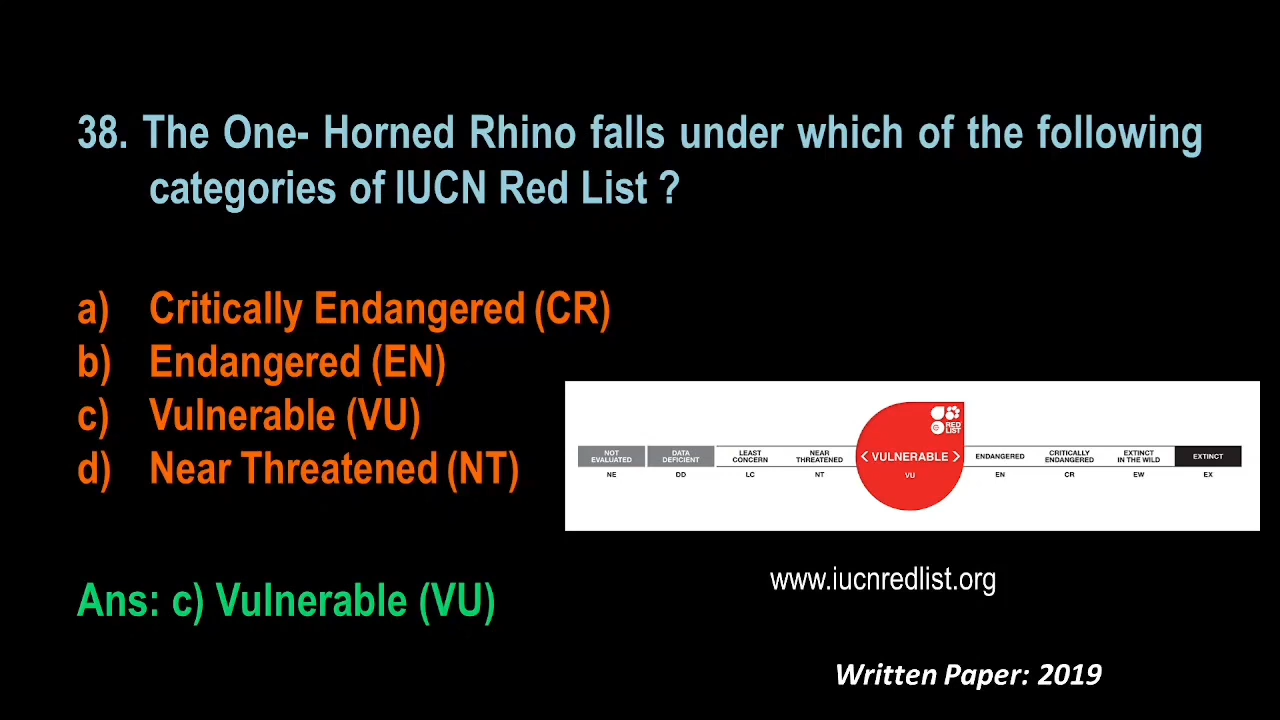 38. The One- Horned Rhino falls under which of the following
categories of IUCN Red List ?
a) Critically Endangered (CR)
b) Endangered (EN)
c) Vulnerable (VU)
d) Near Threatened (NT)
RED
LIST
NOT
EVALUATED
DATA
DEFICIENT
LEAST
CONCERN
NEAR
THREATENED
< VULNERABLE >
ENDANGERED
CRITICALLY
ENDANGERED
EXTINCT
IN THE WILD
EXTINCT
NE DD LC NT VU EN CR EW EX
www.iucnredlist.org
Ans: c) Vulnerable (VU)
Written Paper: 2019